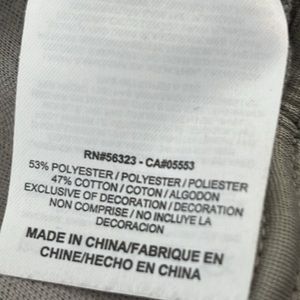 RN#56323 - CA#05553
53% POLYESTER / POLYESTER / POLIESTER
47% COTTON / COTON / ALGODON
EXCLUSIVE OF DECORATION / DECORATION
NON COMPRISE / NO INCLUYE LA
DECORACION
MADE IN CHINA/FABRIQUE EN
CHINE/HECHO EN CHINA